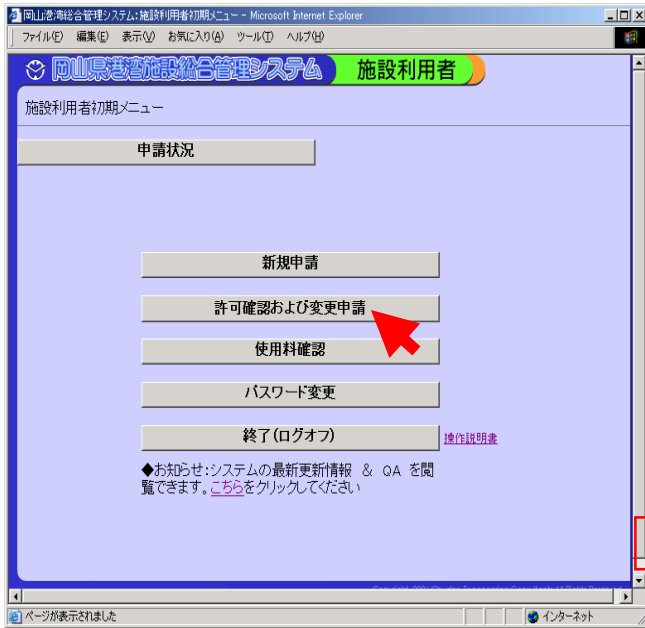 岡山港湾総合管理システム:施設利用者初期メニュー - Microsoft Internet Explorer
ファイル(F) 編集(E) 表示(V) お気に入り(A) ツール(T) ヘルプ(H)
岡山県港湾施設総合管理システム 施設利用者
施設利用者初期メニュー
申請状況
新規申請
許可確認および変更申請
使用料確認
パスワード変更
終了(ログオフ)
操作説明書
◆お知らせ:システムの最新更新情報 & QA を閲
覧できます。こちらをクリックしてください
ページが表示されました
インターネット